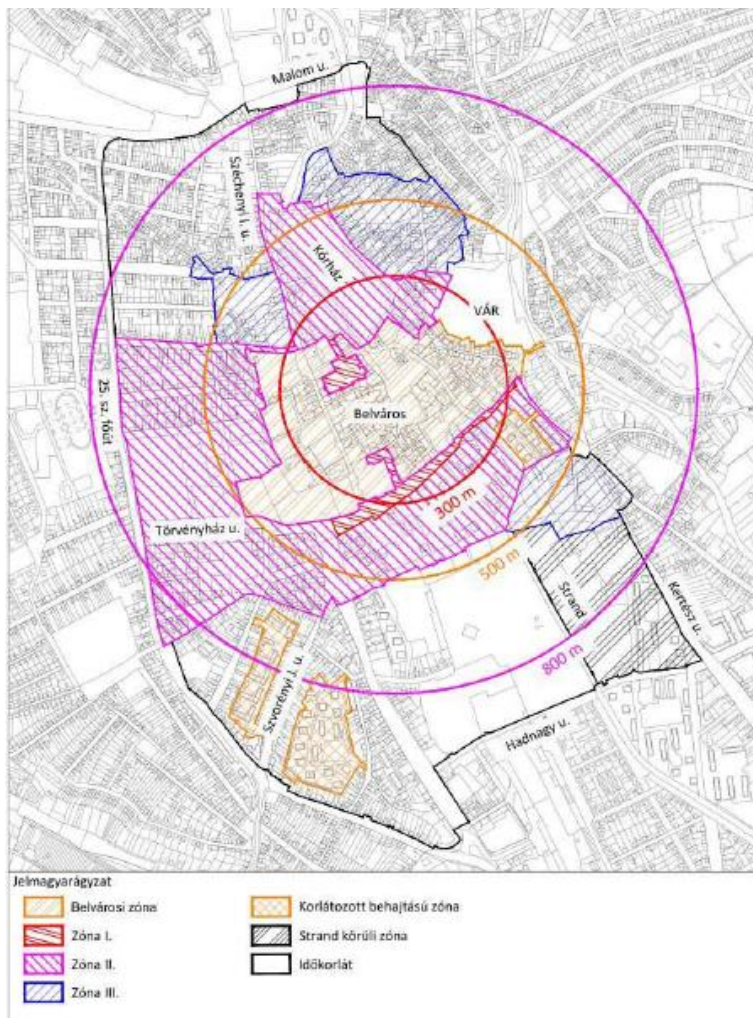 Malom u.
Széchenyi I. u.
Kórház
VÁR
Belváros
25. sz. főút
300 m
Törvényház u.
500 m
Strand
Kertész u.
800 m
Szvorényi J. u.
Hadnagy u.
Jelmagyarágyzat
Belvárosi zóna
Zóna I.
Zóna II.
Zóna III.
Korlátozott behajtású zóna
Strand körüli zóna
Időkorlát